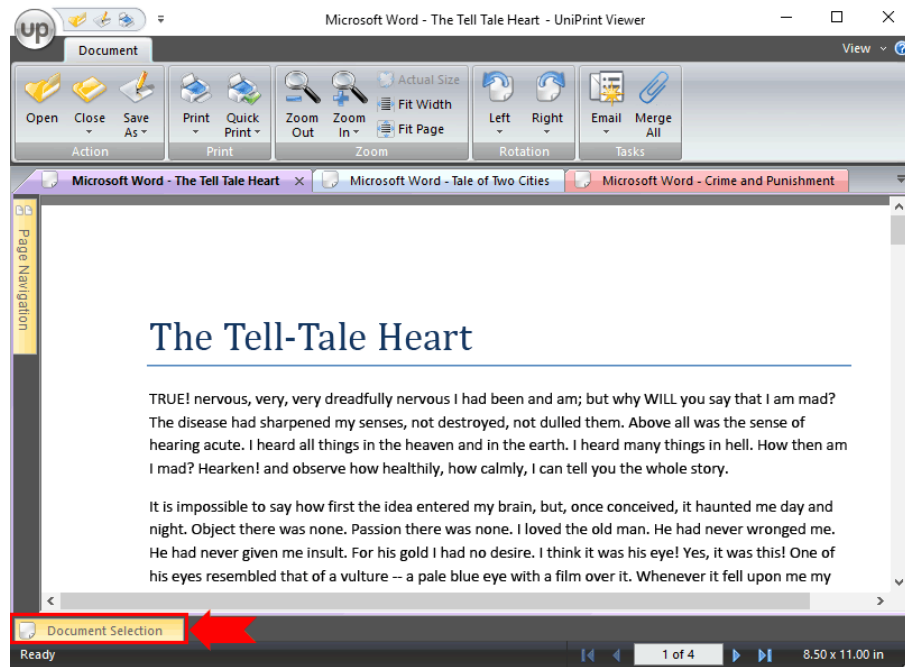 up
Microsoft Word - The Tell Tale Heart - UniPrint Viewer
Document
View
Open
Close
Save As
Action
Print
Quick Print
Print
Zoom Out
Zoom In
Actual Size
Fit Width
Fit Page
Zoom
Left
Right
Rotation
Email
Merge All
Tasks
Microsoft Word - The Tell Tale Heart
Microsoft Word - Tale of Two Cities
Microsoft Word - Crime and Punishment
Page Navigation
The Tell-Tale Heart
TRUE! nervous, very, very dreadfully nervous I had been and am; but why WILL you say that I am mad?
The disease had sharpened my senses, not destroyed, not dulled them. Above all was the sense of
hearing acute. I heard all things in the heaven and in the earth. I heard many things in hell. How then am
I mad? Hearken! and observe how healthily, how calmly, I can tell you the whole story.
It is impossible to say how first the idea entered my brain, but, once conceived, it haunted me day and
night. Object there was none. Passion there was none. I loved the old man. He had never wronged me.
He had never given me insult. For his gold I had no desire. I think it was his eye! Yes, it was this! One of
his eyes resembled that of a vulture -- a pale blue eye with a film over it. Whenever it fell upon me my
Document Selection
Ready
1 of 4
8.50 x 11.00 in